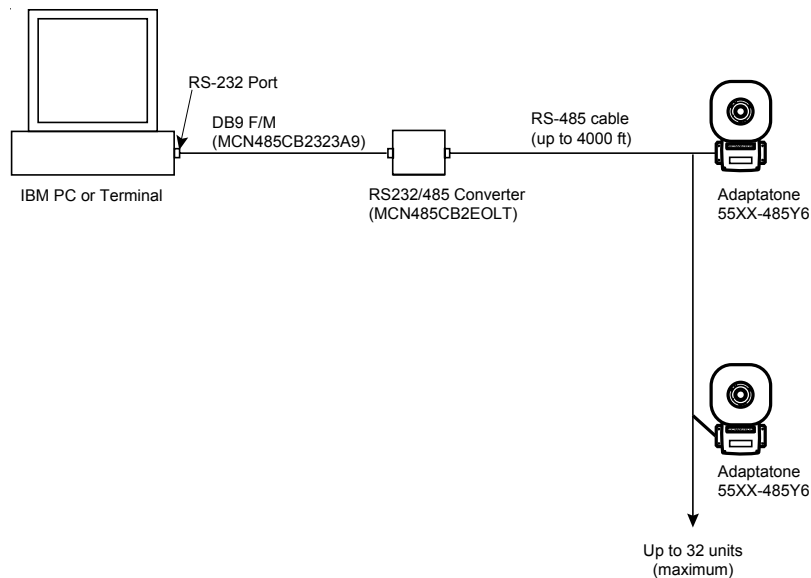 RS-232 Port
DB9 F/M
(MCN485CB2323A9)
RS-485 cable
(up to 4000 ft)
IBM PC or Terminal
RS232/485 Converter
(MCN485CB2EOLT)
Adaptatone
55XX-485Y6
Adaptatone
55XX-485Y6
Up to 32 units
(maximum)